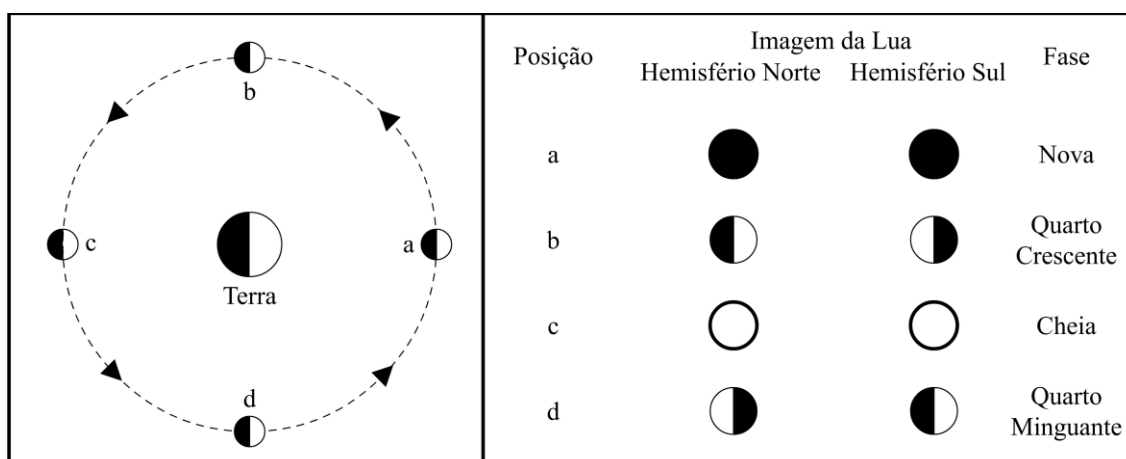 b
c
a
Terra
d
Posição
Imagem da Lua
Hemisfério Norte
Hemisfério Sul
Fase
a
Nova
b
Quarto
Crescente
c
Cheia
d
Quarto
Minguante